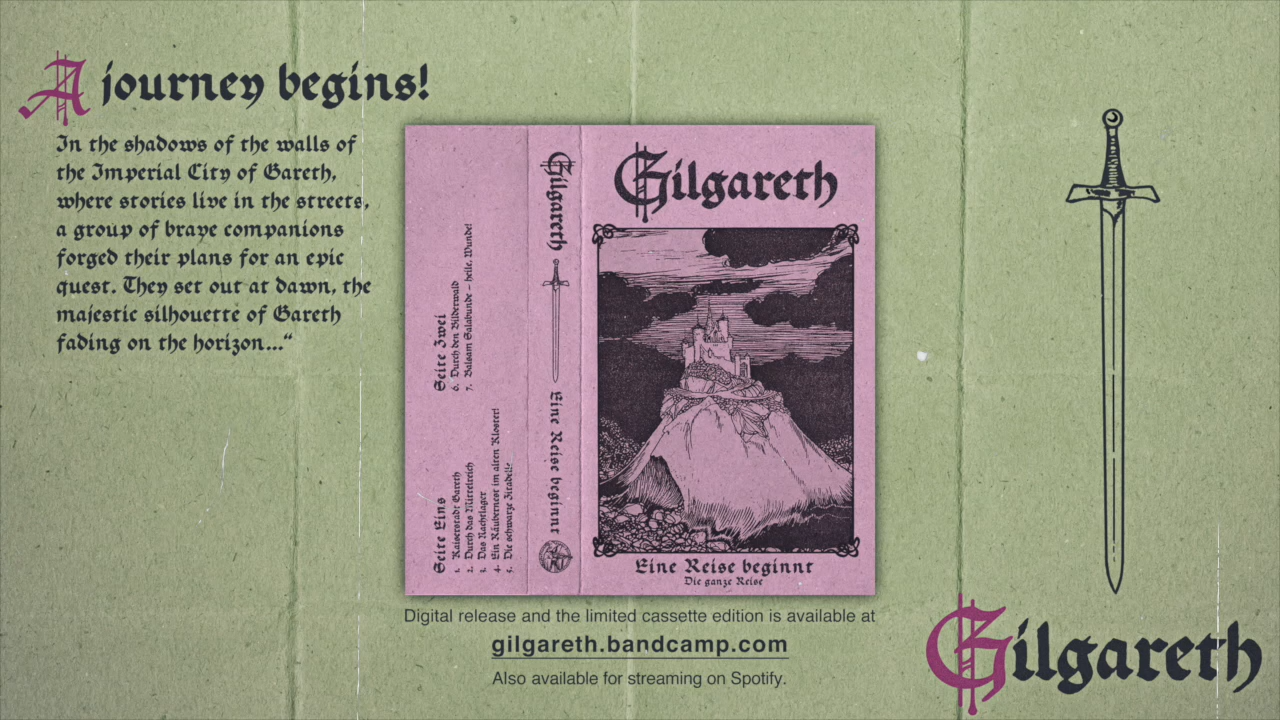 A journey begins!
In the shadows of the walls of
the Imperial City of Gareth,
where stories live in the streets,
a group of brave companions
forged their plans for an epic
quest. They set out at dawn, the
majestic silhouette of Gareth
fading on the horizon..."
Seite Eins
1. Kaiserstadt Gareth
2. Durch das Mittelreich
3. Das Nachtlager
4. Ein Räubernest im alten Kloster!
5. Die schwarze Zitadelle
Seite Zwei
6. Durch den Bilderwald
7. Balsam Salabunde – heile, Wunde!
Gilgareth
Eine Reise beginnt
Gilgareth
Eine Reise beginnt
Die ganze Reise
Digital release and the limited cassette edition is available at
gilgareth.bandcamp.com
Also available for streaming on Spotify.
Gilgareth